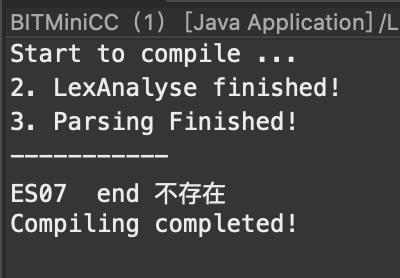 BITMiniCC (1) [Java Application] /L
Start to compile ...
2. LexAnalyse finished!
3. Parsing Finished!
-----------
ES07  end 不存在
Compiling completed!